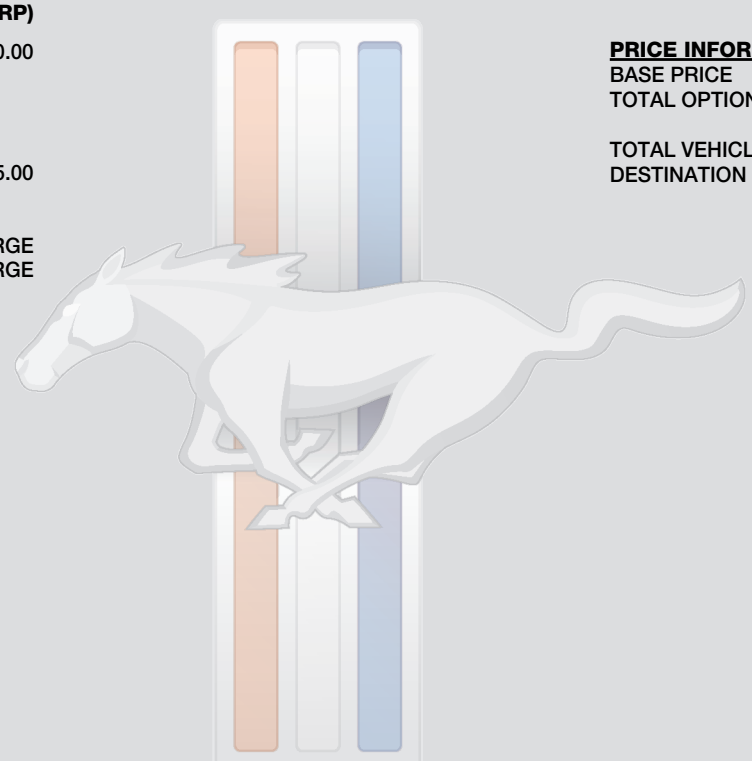 RP)
0.00
5.00
RGE
RGE
PRICE INFOR
BASE PRICE
TOTAL OPTION
TOTAL VEHICL
DESTINATION